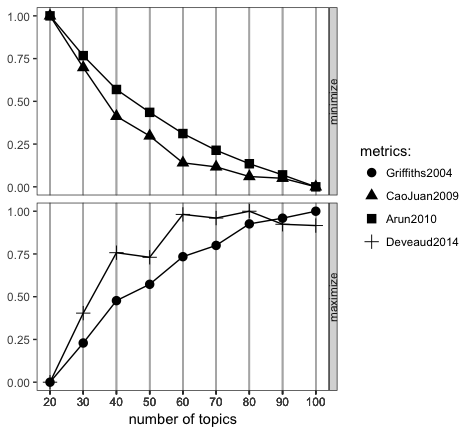 1.00
0.75
0.50
0.25
0.00
minimize
1.00
0.75
0.50
0.25
0.00
maximize
20 30 40 50 60 70 80 90 100
number of topics
metrics:
Griffiths2004
CaoJuan2009
Arun2010
Deveaud2014